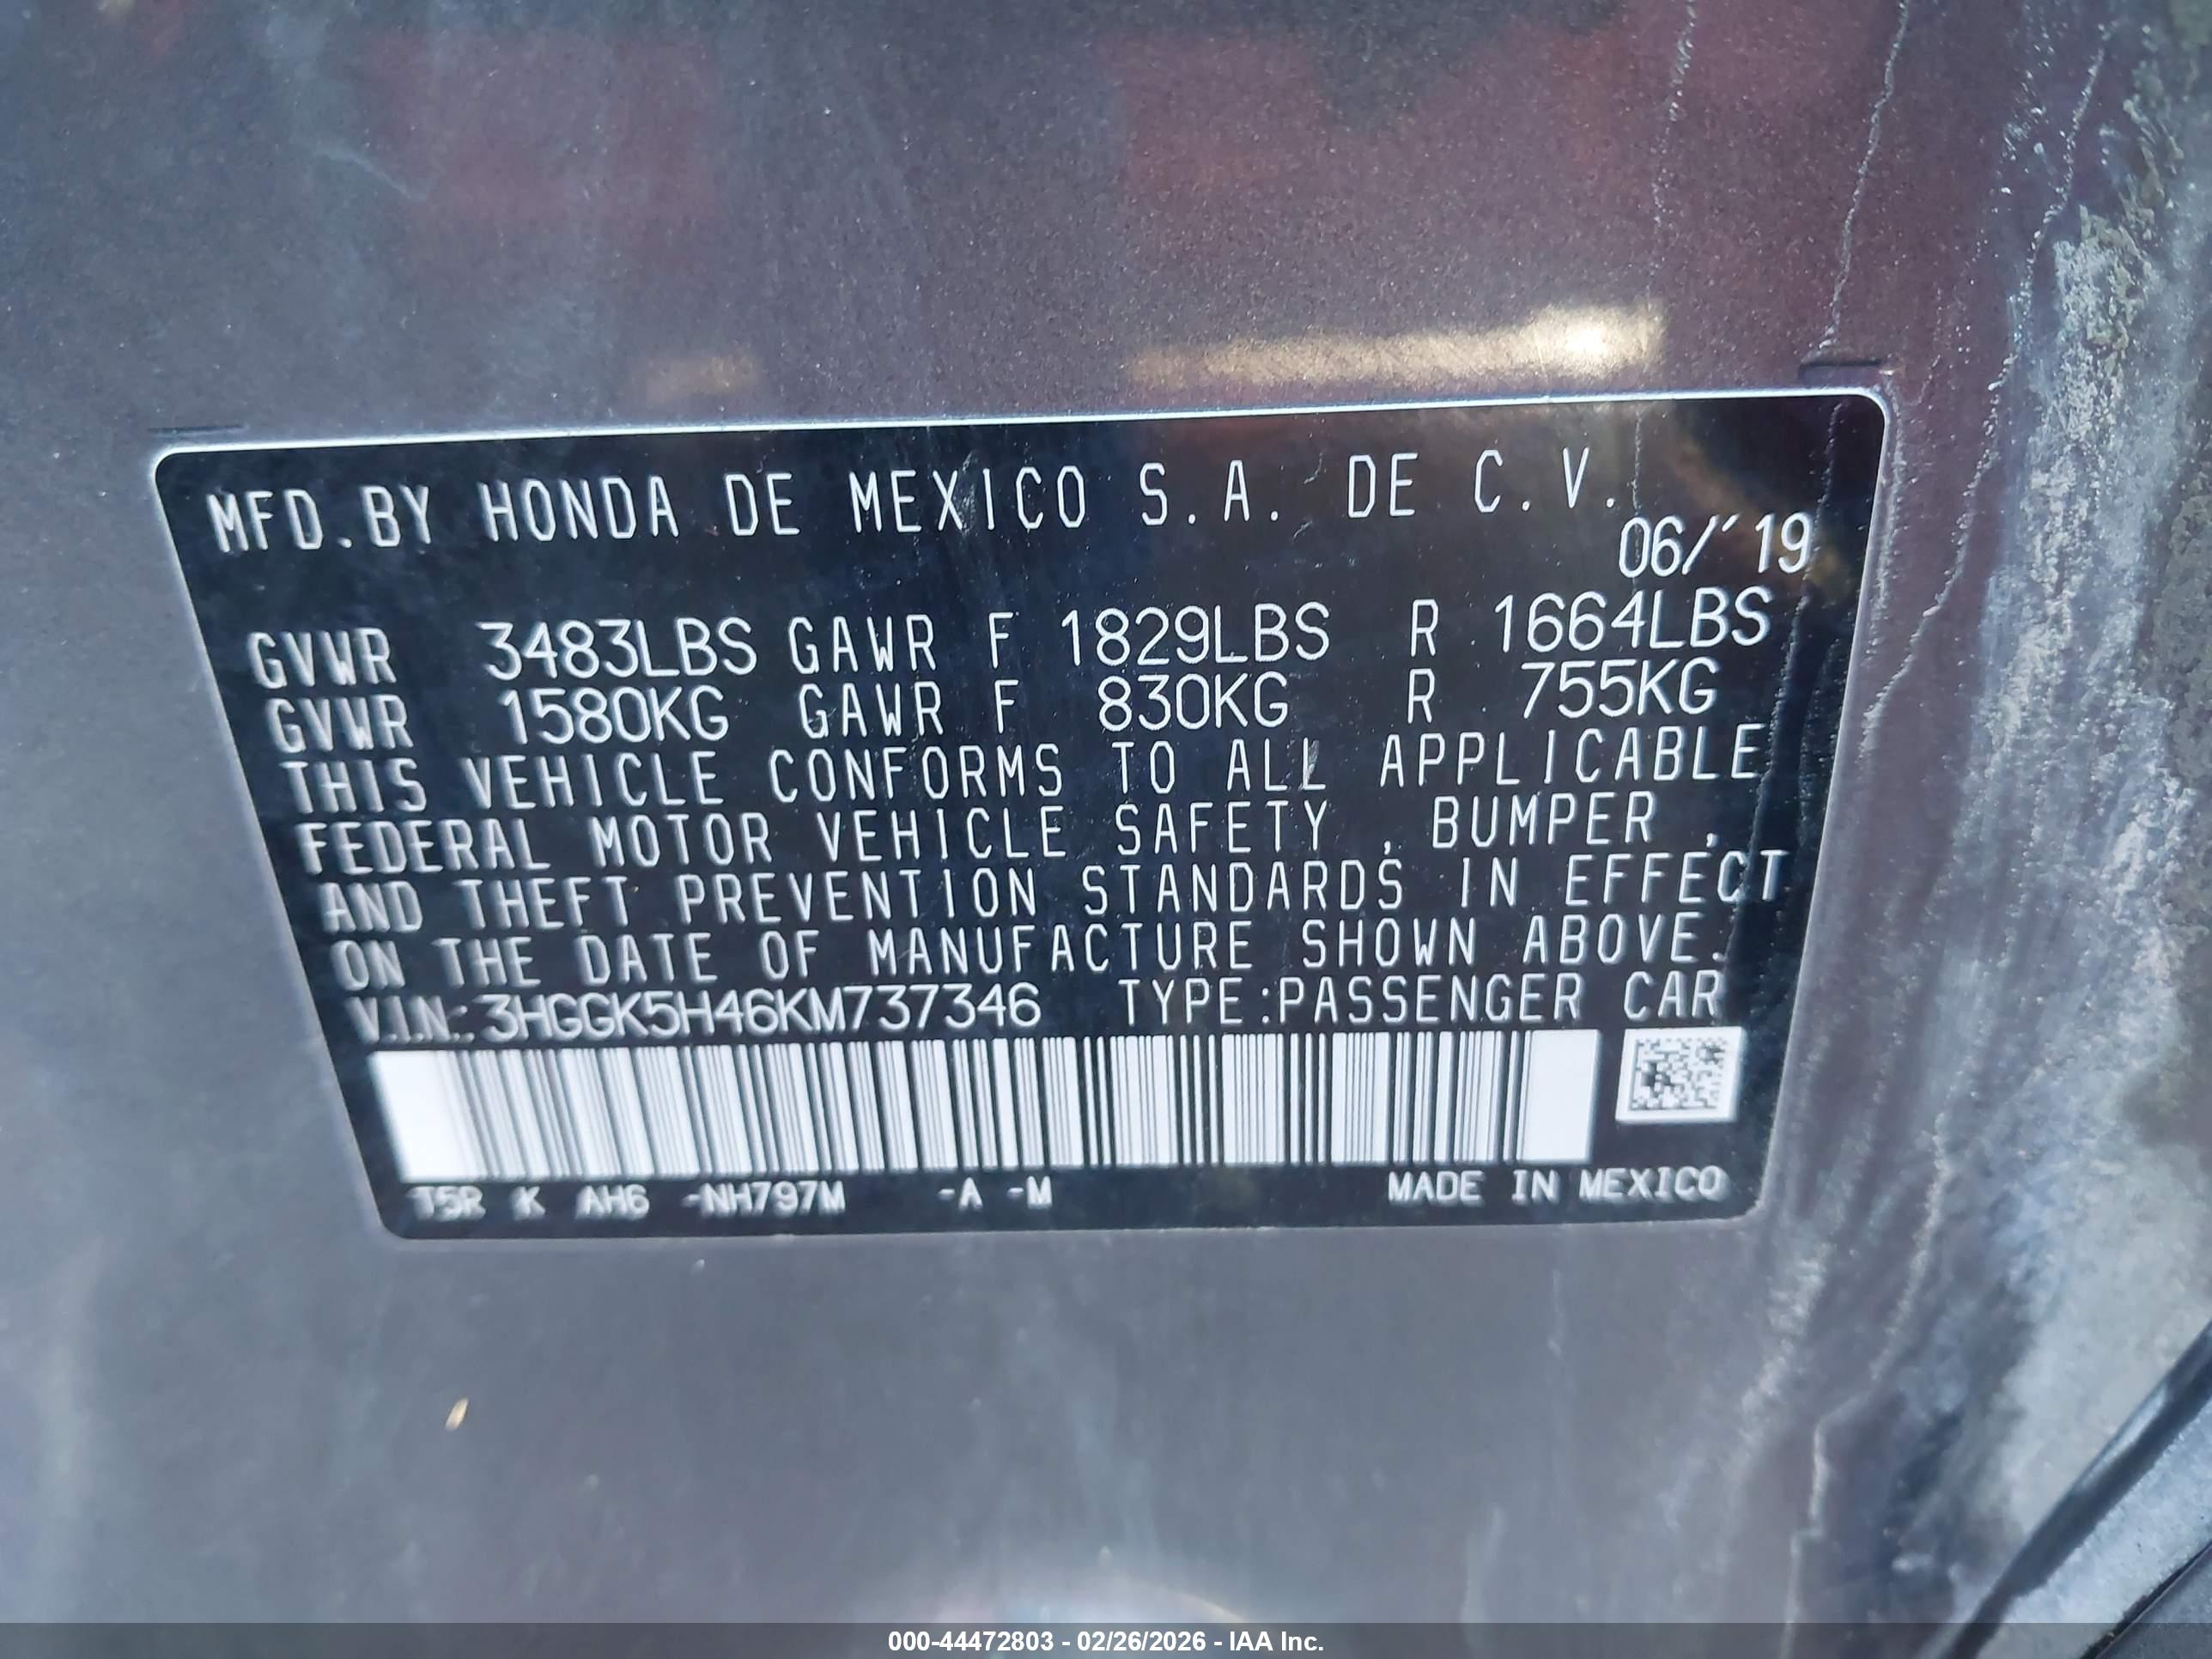 MFD.BY HONDA DE MEXICO S.A. DE C.V.
06/'19
GVWR 3483LBS GAWR F 1829LBS R 1664LBS
GVWR 1580KG GAWR F 830KG R 755KG
THIS VEHICLE CONFORMS TO ALL APPLICABLE
FEDERAL MOTOR VEHICLE SAFETY , BUMPER ,
AND THEFT PREVENTION STANDARDS IN EFFECT
ON THE DATE OF MANUFACTURE SHOWN ABOVE.
V.I.N.:3HGGK5H46KM737346 TYPE:PASSENGER CAR
T5R K AH6 -NH797M -A -M MADE IN MEXICO
000-44472803 - 02/26/2026 - IAA Inc.